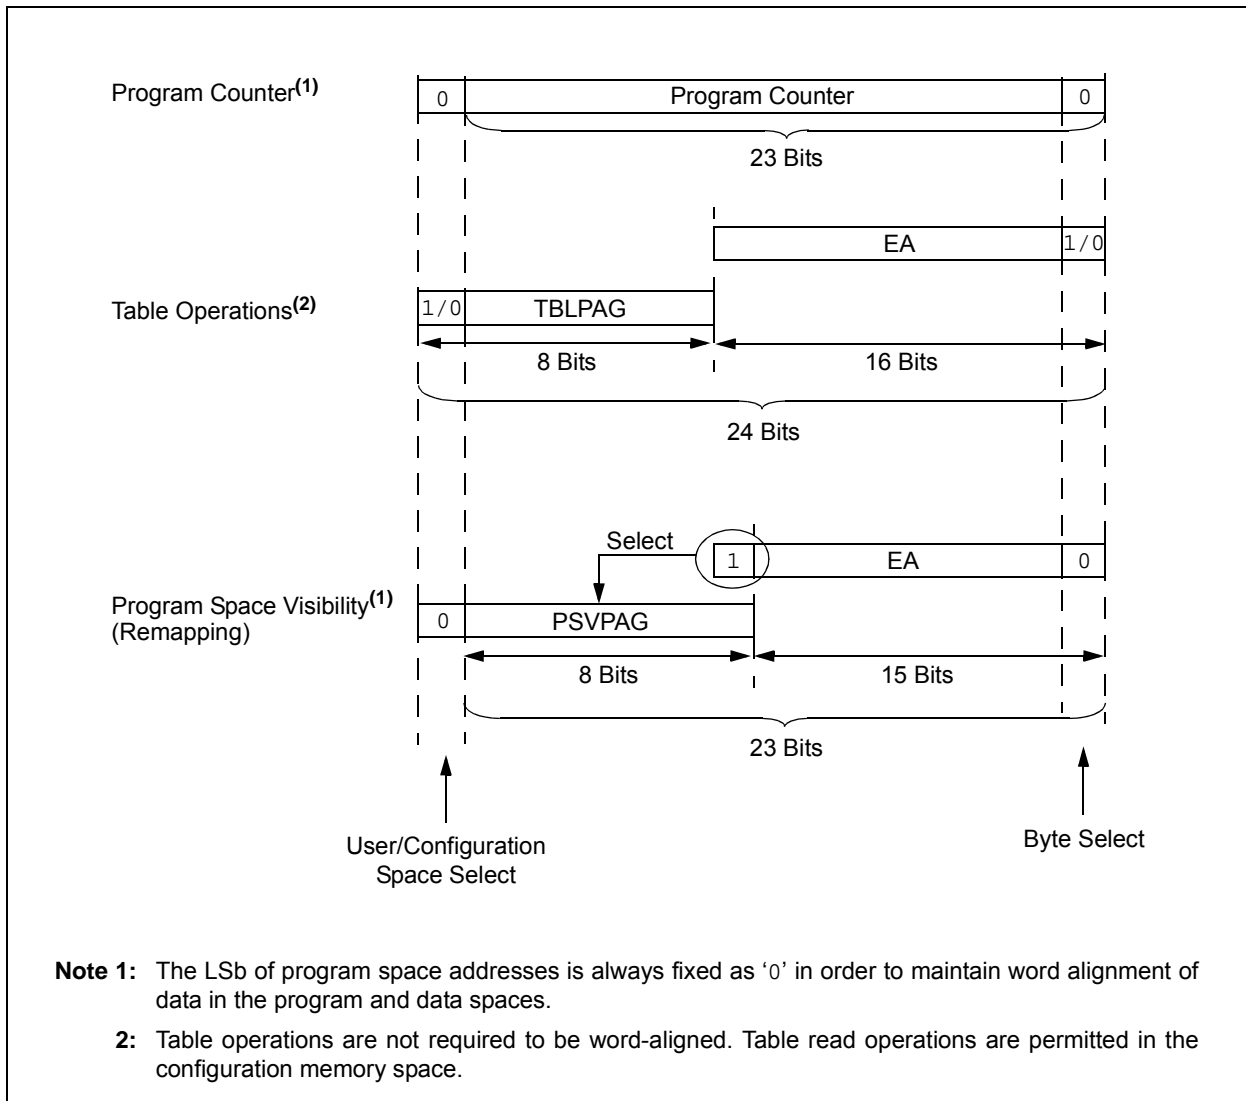 Program Counter(1)
0 Program Counter 0
23 Bits
EA 1/0
Table Operations(2)
1/0 TBLPAG
8 Bits 16 Bits
24 Bits
Select
1 EA 0
Program Space Visibility(1)
(Remapping)
0 PSVPAG
8 Bits 15 Bits
23 Bits
User/Configuration
Space Select
Byte Select
Note 1: The LSb of program space addresses is always fixed as ‘0’ in order to maintain word alignment of
data in the program and data spaces.
2: Table operations are not required to be word-aligned. Table read operations are permitted in the
configuration memory space.